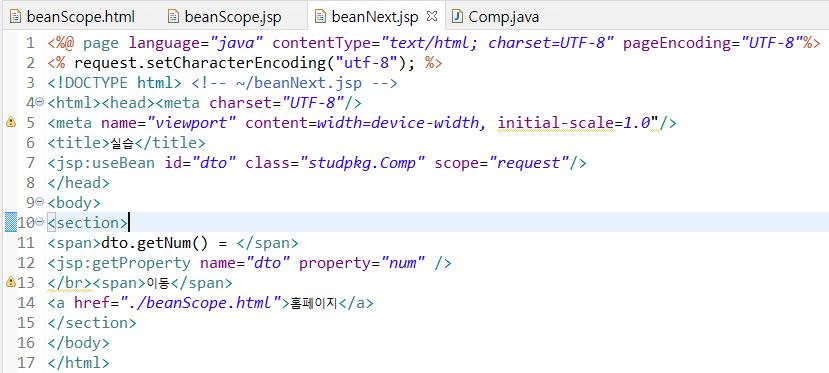 beanScope.html beanScope.jsp beanNext.jsp Comp.java
1 <%@ page language="java" contentType="text/html; charset=UTF-8" pageEncoding="UTF-8"%>
2 <% request.setCharacterEncoding("utf-8"); %>
3 <!DOCTYPE html> <!-- ~/beanNext.jsp -->
4 <html><head><meta charset="UTF-8"/>
5 <meta name="viewport" content=width=device-width, initial-scale=1.0"/>
6 <title>실습</title>
7 <jsp:useBean id="dto" class="studpkg.Comp" scope="request"/>
8 </head>
9 <body>
10 <section>
11 <span>dto.getNum() = </span>
12 <jsp:getProperty name="dto" property="num" />
13 </br><span>이동</span>
14 <a href="./beanScope.html">홈페이지</a>
15 </section>
16 </body>
17 </html>